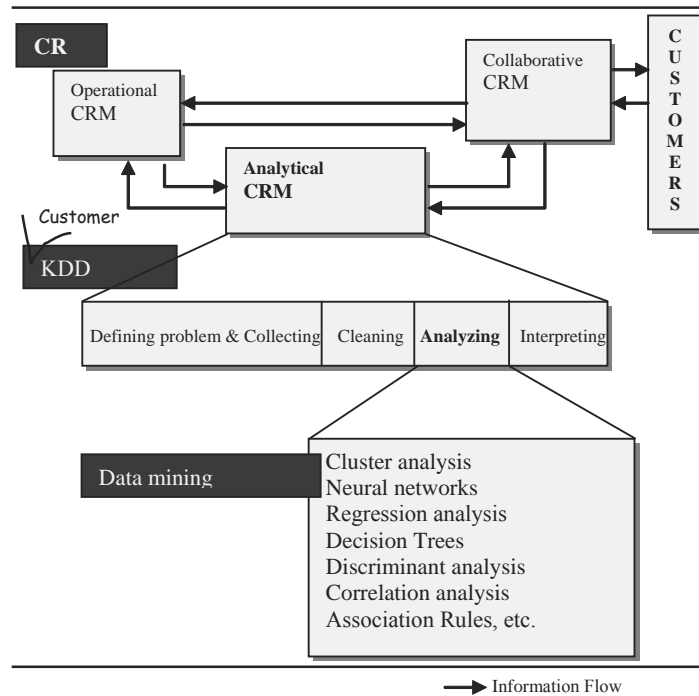 CR
Operational
CRM
Collaborative
CRM
CUSTOMERS
Analytical
CRM
Customer
KDD
Defining problem & Collecting
Cleaning
Analyzing
Interpreting
Data mining
Cluster analysis
Neural networks
Regression analysis
Decision Trees
Discriminant analysis
Correlation analysis
Association Rules, etc.
Information Flow